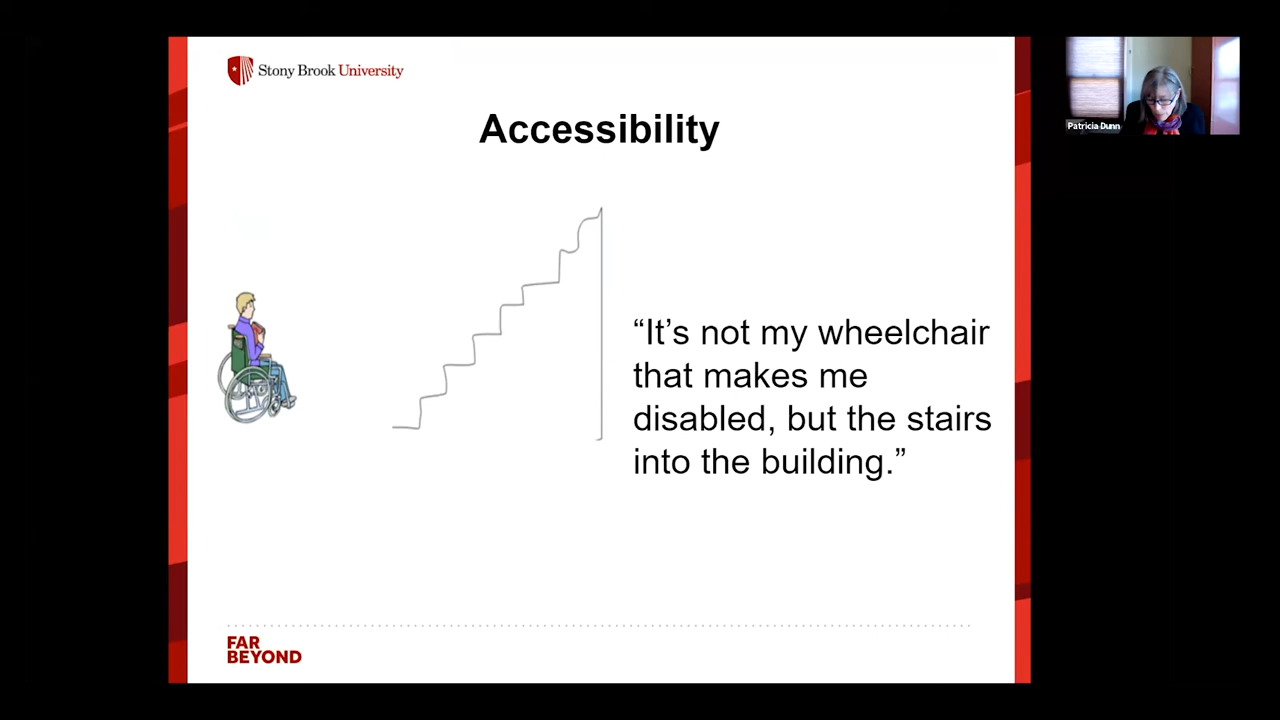 Stony Brook University
Accessibility
Patricia Dunn
“It’s not my wheelchair
that makes me
disabled, but the stairs
into the building.”
FAR
BEYOND